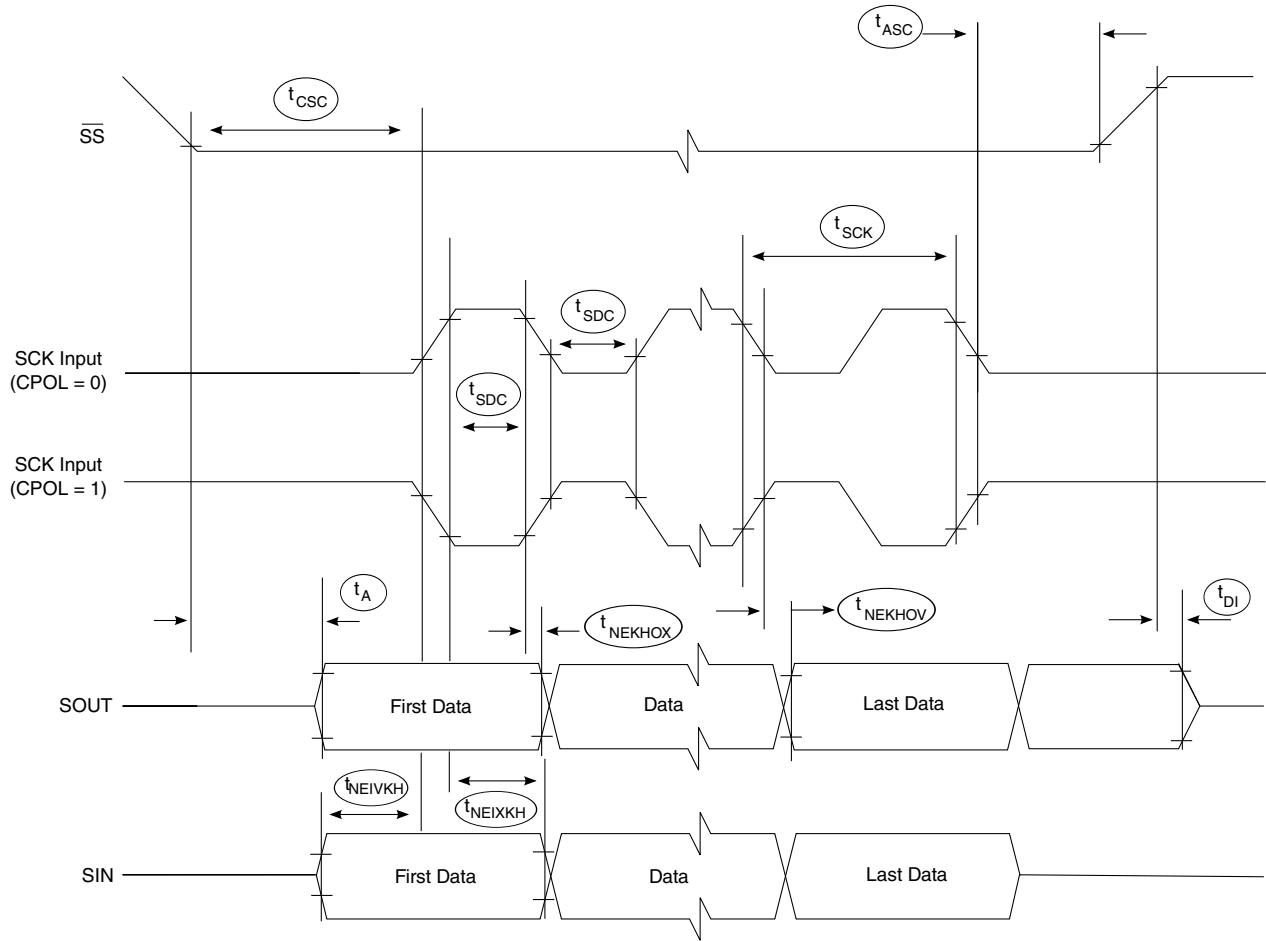 tASC
tCSC
SS
tSCK
tSDC
SCK Input
(CPOL = 0)
tSDC
SCK Input
(CPOL = 1)
tA
tNEKHOX
tNEKHOV
tDI
SOUT
First Data
Data
Last Data
tNEIVKH
tNEIXKH
SIN
First Data
Data
Last Data